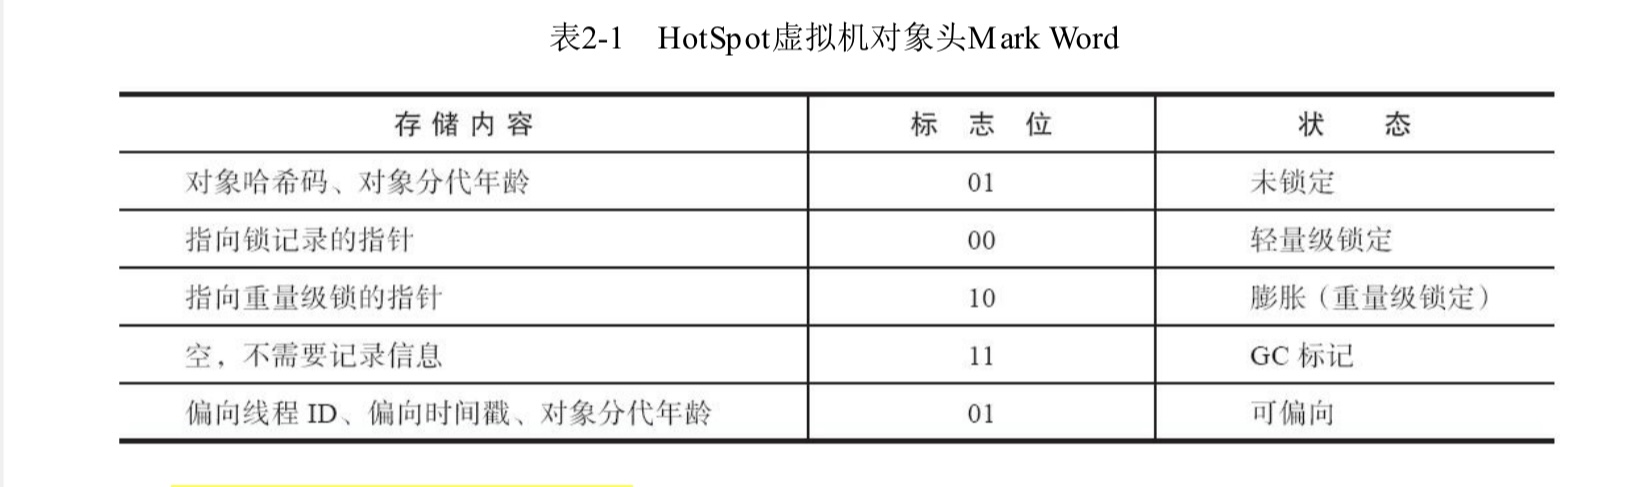 表2-1 HotSpot虚拟机对象头Mark Word
存储内容 标志位 状态
对象哈希码、对象分代年龄 01 未锁定
指向锁记录的指针 00 轻量级锁定
指向重量级锁的指针 10 膨胀（重量级锁定）
空，不需要记录信息 11 GC 标记
偏向线程 ID、偏向时间戳、对象分代年龄 01 可偏向